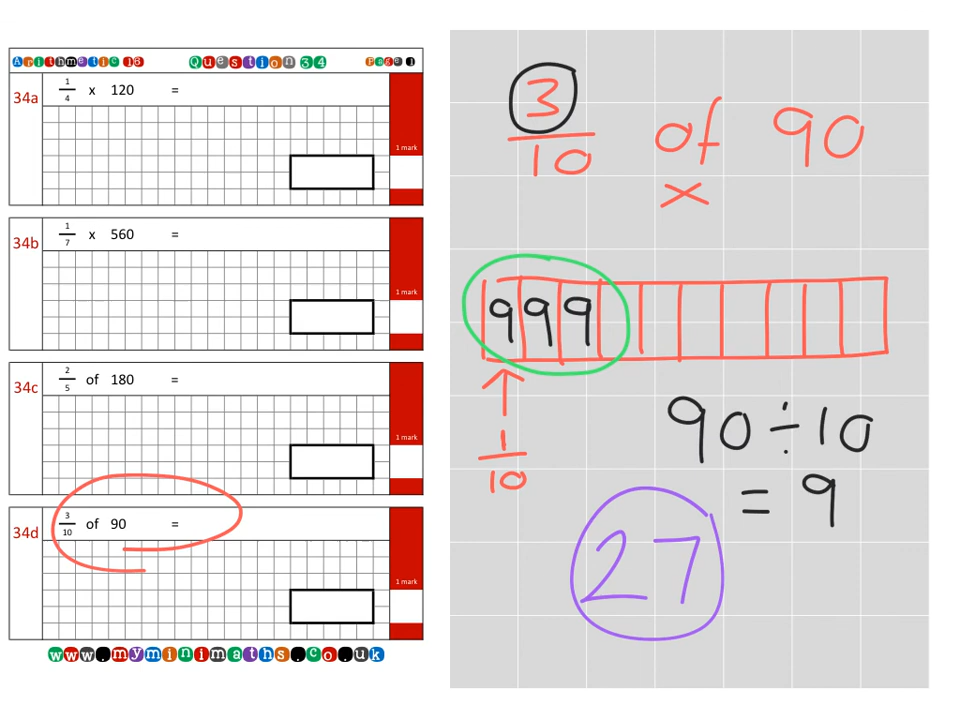 Arithmetic 16 Question 34 Page 1
34a 1/4 x 120 =
1 mark
34b 1/7 x 560 =
1 mark
34c 2/5 of 180 =
1 mark
34d 3/10 of 90 =
1 mark
www.myminimaths.co.uk
3/10 of 90
×
9 9 9
1/10
90 ÷ 10
= 9
27